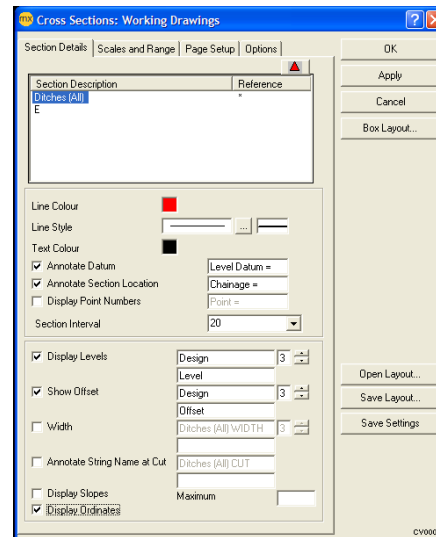 mx Cross Sections: Working Drawings ? X
Section Details Scales and Range Page Setup Options
Section Description Reference
Ditches (All) *
E
Line Colour
Line Style ...
Text Colour
Annotate Datum Level Datum =
Annotate Section Location Chainage =
Display Point Numbers Point =
Section Interval 20
Display Levels Design 3
Level
Show Offset Design 3
Offset
Width Ditches (All) WIDTH 3
Annotate String Name at Cut Ditches (All) CUT
Display Slopes Maximum
Display Ordinates
OK
Apply
Cancel
Box Layout...
Open Layout...
Save Layout...
Save Settings